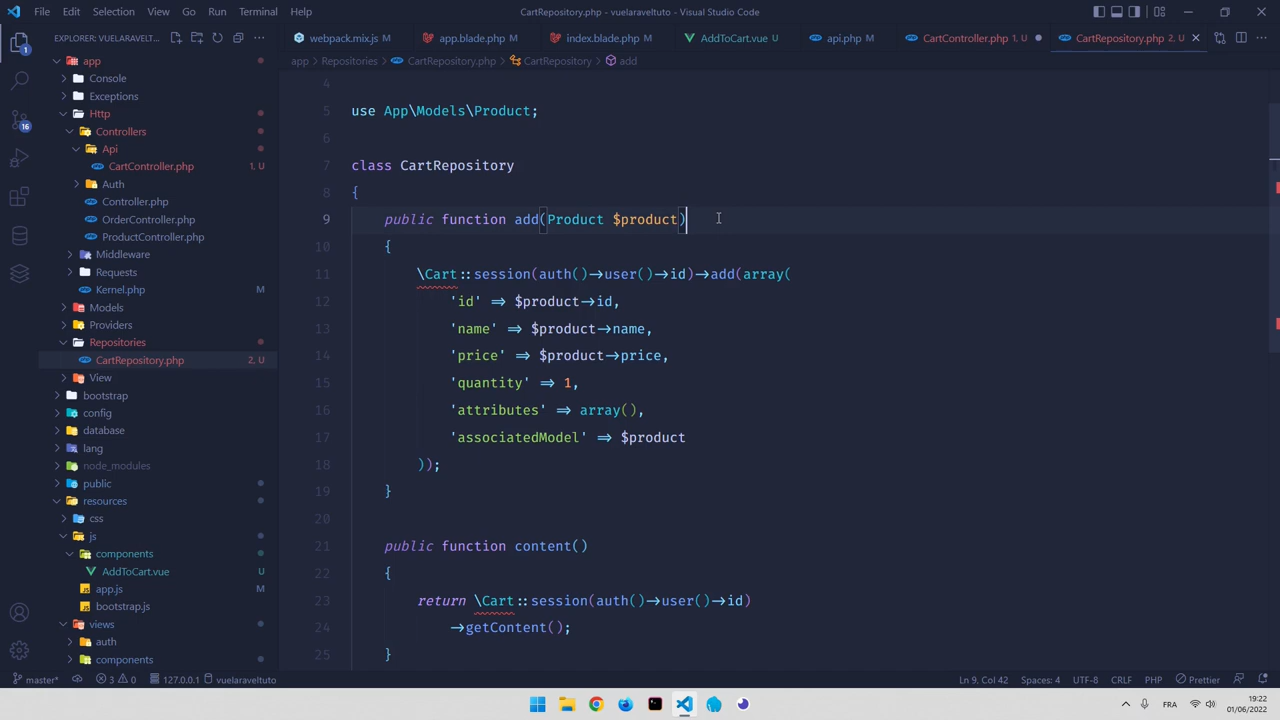 File Edit Selection View Go Run Terminal Help
CartRepository.php - vuelaraveltuto - Visual Studio Code
EXPLORER: VUELARAVELT...
webpack.mix.js
app.blade.php
index.blade.php
AddToCart.vue U
api.php M
CartController.php 1, U
CartRepository.php 2, U
app > Repositories > CartRepository.php > CartRepository > add
1
16
app
Console
Exceptions
Http
Controllers
Api
CartController.php 1, U
Auth
Controller.php
OrderController.php
ProductController.php
Middleware
Requests
Kernel.php M
Models
Providers
Repositories
CartRepository.php 2, U
View
bootstrap
config
database
lang
node_modules
public
resources
css
js
components
AddToCart.vue U
app.js M
bootstrap.js
views
auth
components
4
5 use App\Models\Product;
6
7 class CartRepository
8 {
9 public function add(Product $product)
10 {
11 \Cart::session(auth()->user()->id)->add(array(
12 'id' => $product->id,
13 'name' => $product->name,
14 'price' => $product->price,
15 'quantity' => 1,
16 'attributes' => array(),
17 'associatedModel' => $product
18 ));
19 }
20
21 public function content()
22 {
23 return \Cart::session(auth()->user()->id)
24 ->getContent();
25 }
master* 3 0 127.0.0.1 vuelaraveltuto
Ln 9, Col 42 Spaces: 4 UTF-8 CRLF PHP Prettier
FRA
19:22
01/06/2022